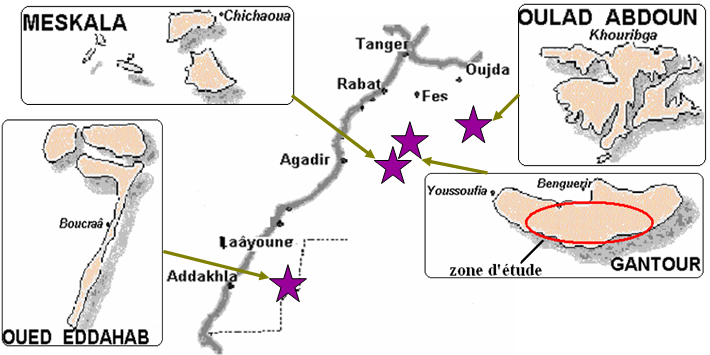 MESKALA
Chichaoua
OULAD ABDOUN
Khouribga
Tanger
Oujda
Rabat
Fes
Agadir
Laâyoune
Addakhla
Boucraâ
OUED EDDAHAB
Youssoufia
Benguerir
zone d'étude
GANTOUR